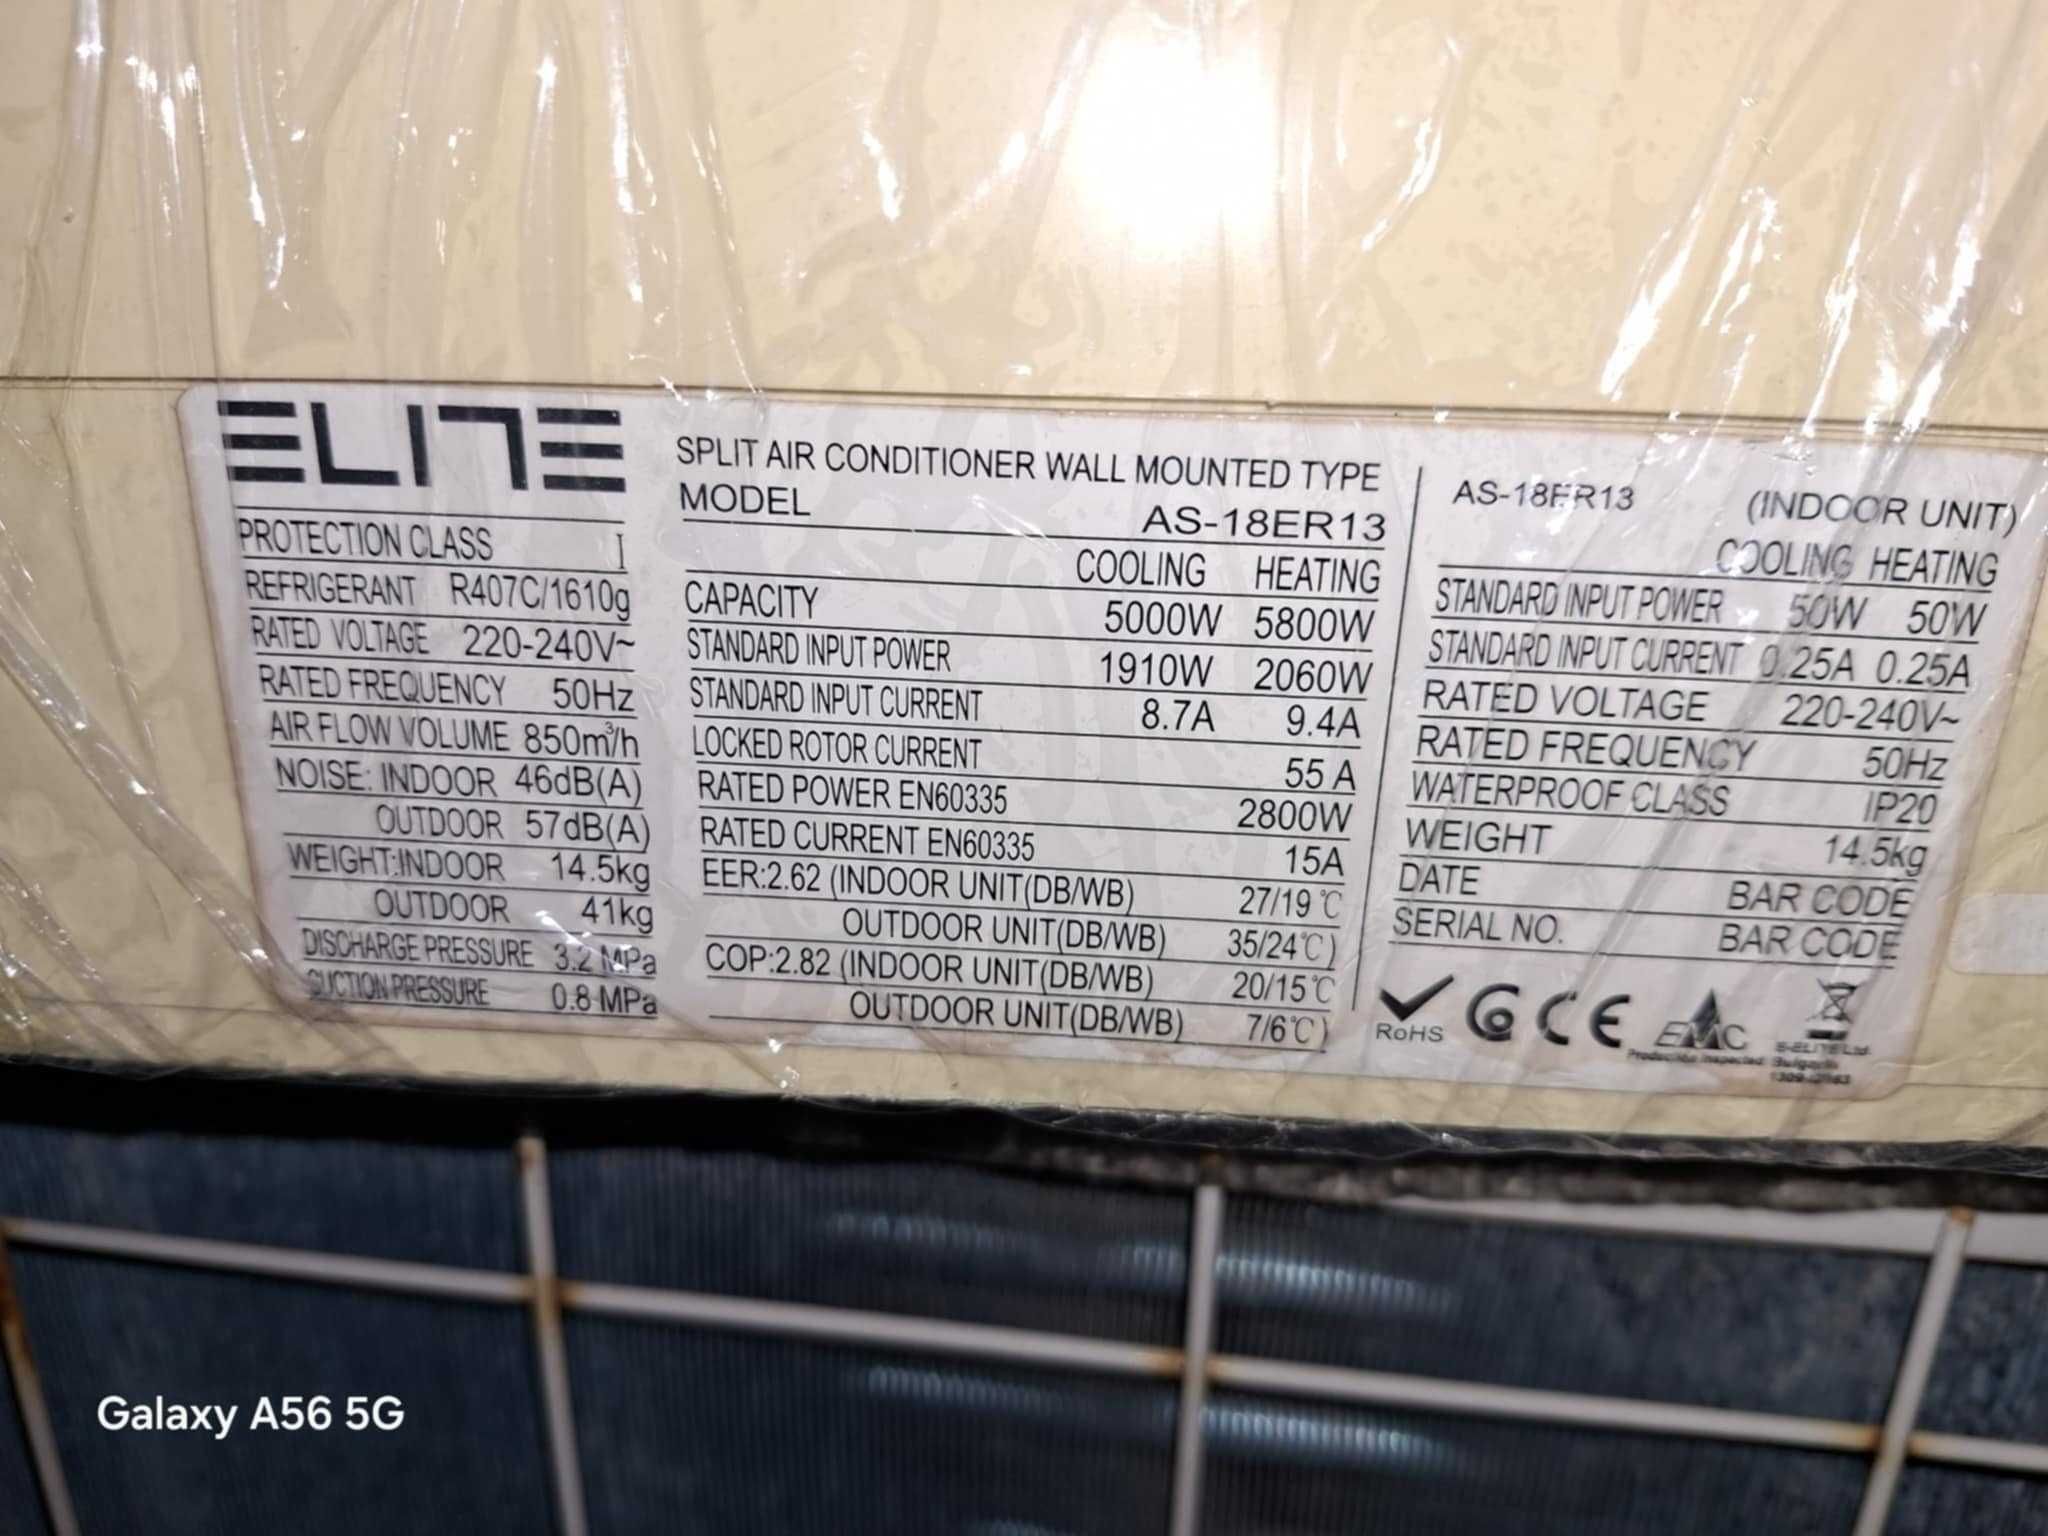 ELITE
PROTECTION CLASS I
REFRIGERANT R407C/1610g
RATED VOLTAGE 220-240V~
RATED FREQUENCY 50Hz
AIR FLOW VOLUME 850m³/h
NOISE: INDOOR 46dB(A)
OUTDOOR 57dB(A)
WEIGHT:INDOOR 14.5kg
OUTDOOR 41kg
DISCHARGE PRESSURE 3.2 MPa
SUCTION PRESSURE 0.8 MPa
SPLIT AIR CONDITIONER WALL MOUNTED TYPE
MODEL AS-18ER13
COOLING HEATING
CAPACITY 5000W 5800W
STANDARD INPUT POWER 1910W 2060W
STANDARD INPUT CURRENT 8.7A 9.4A
LOCKED ROTOR CURRENT 55 A
RATED POWER EN60335 2800W
RATED CURRENT EN60335 15A
EER:2.62 (INDOOR UNIT(DB/WB) 27/19℃
OUTDOOR UNIT(DB/WB) 35/24℃)
COP:2.82 (INDOOR UNIT(DB/WB) 20/15℃
OUTDOOR UNIT(DB/WB) 7/6℃)
AS-18ER13 (INDOOR UNIT)
COOLING HEATING
STANDARD INPUT POWER 50W 50W
STANDARD INPUT CURRENT 0.25A 0.25A
RATED VOLTAGE 220-240V~
RATED FREQUENCY 50Hz
WATERPROOF CLASS IP20
WEIGHT 14.5kg
DATE BAR CODE
SERIAL NO. BAR CODE
RoHS CE EMC
Production Inspected
Bulgaria
Galaxy A56 5G